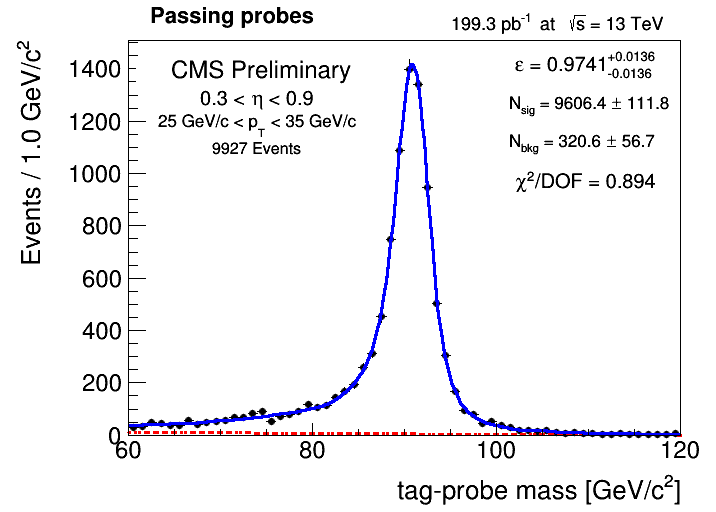 Passing probes
199.3 pb⁻¹ at √s = 13 TeV
Events / 1.0 GeV/c²
1400
1200
1000
800
600
400
200
0
CMS Preliminary
0.3 < η < 0.9
25 GeV/c < p_T < 35 GeV/c
9927 Events
ε = 0.9741 +0.0136 -0.0136
N_sig = 9606.4 ± 111.8
N_bkg = 320.6 ± 56.7
χ²/DOF = 0.894
60 80 100 120
tag-probe mass [GeV/c²]